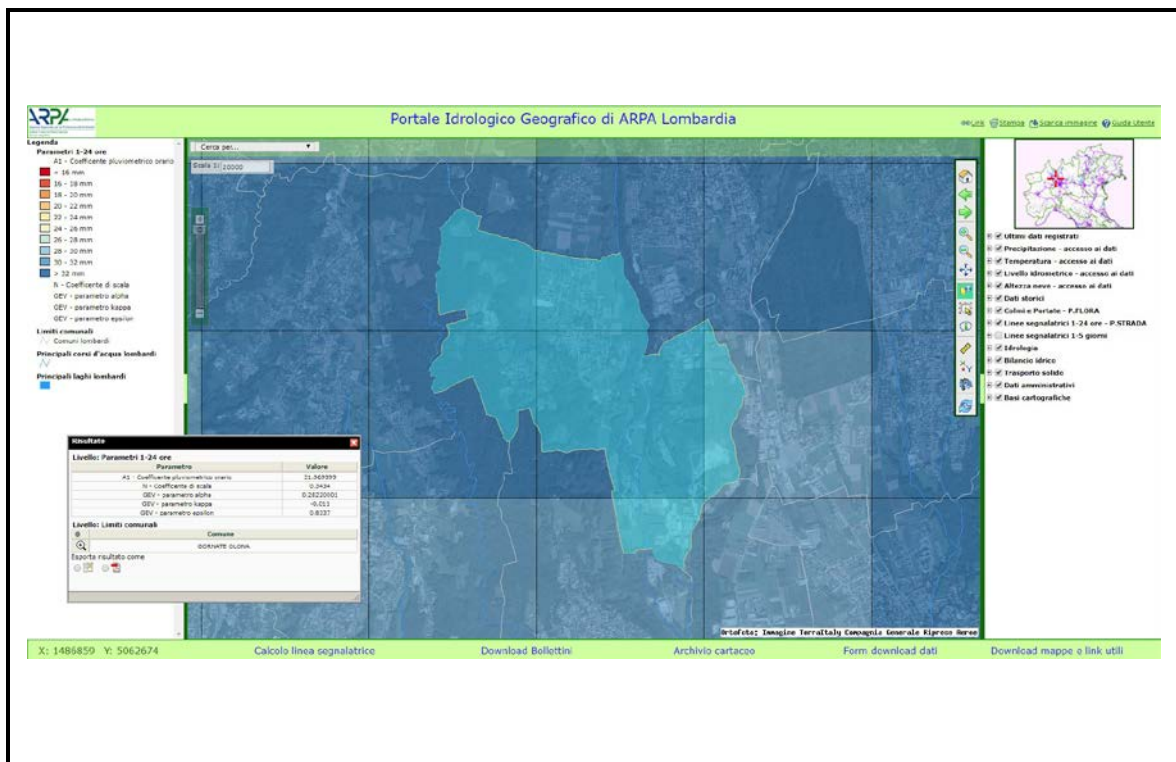 ARPA
Portale Idrologico Geografico di ARPA Lombardia
Link Stampa Scarica immagine Guida Utente
Legenda
Parametri 1-24 ore
A1 - Coefficiente pluviometrico orario
< 16 mm
16 - 18 mm
18 - 20 mm
20 - 22 mm
22 - 24 mm
24 - 26 mm
26 - 28 mm
28 - 30 mm
30 - 32 mm
> 32 mm
N - Coefficente di scala
GEV - parametro alpha
GEV - parametro kappa
GEV - parametro epsilon
Limiti comunali
Comuni lombardi
Principali corsi d'acqua lombardi
Principali laghi lombardi
Cerca per...
Scala 1: 20000
Ultimi dati registrati
Precipitazione - accesso ai dati
Temperatura - accesso ai dati
Livello idrometrico - accesso ai dati
Altezza neve - accesso ai dati
Dati storici
Colmi e Portate - P.FLORA
Linee segnalatrici 1-24 ore - P.STRADA
Linee segnalatrici 1-5 giorni
Idrologia
Bilancio idrico
Trasporto solido
Dati amministrativi
Basi cartografiche
Risultato
Livello: Parametri 1-24 ore
Parametro Valore
A1 - Coefficente pluviometrico orario
N - Coefficente di scala 0.3434
GEV - parametro alpha
GEV - parametro kappa -0.013
GEV - parametro epsilon 0.8337
Livello: Limiti comunali
Comune
GORNATE OLONA
Esporta risultato come
Ortofoto: Immagine TerraItaly Compagnia Generale Riprese Aeree
X: 1486859 Y: 5062674 Calcolo linea segnalatrice Download Bollettini Archivio cartaceo Form download dati Download mappe e link utili